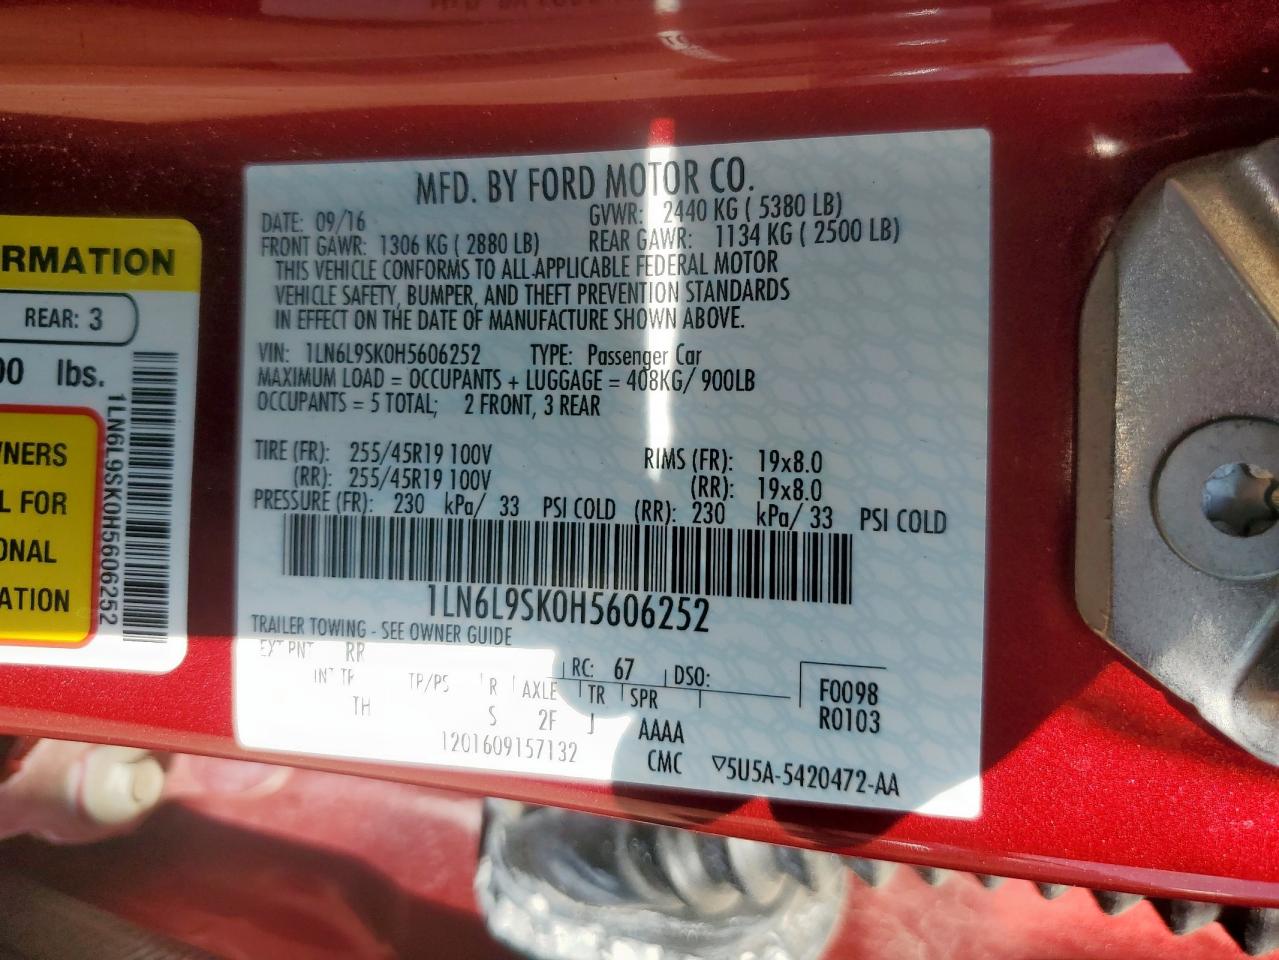 RMATION
REAR: 3
00 lbs.
WNERS
L FOR
ONAL
ATION
1LN6L9SK0H5606252
MFD. BY FORD MOTOR CO.
DATE: 09/16 GVWR: 2440 KG ( 5380 LB)
FRONT GAWR: 1306 KG ( 2880 LB) REAR GAWR: 1134 KG ( 2500 LB)
THIS VEHICLE CONFORMS TO ALL APPLICABLE FEDERAL MOTOR
VEHICLE SAFETY, BUMPER, AND THEFT PREVENTION STANDARDS
IN EFFECT ON THE DATE OF MANUFACTURE SHOWN ABOVE.
VIN: 1LN6L9SK0H5606252 TYPE: Passenger Car
MAXIMUM LOAD = OCCUPANTS + LUGGAGE = 408KG/ 900LB
OCCUPANTS = 5 TOTAL; 2 FRONT, 3 REAR
TIRE (FR): 255/45R19 100V RIMS (FR): 19x8.0
(RR): 255/45R19 100V (RR): 19x8.0
PRESSURE (FR): 230 kPa/ 33 PSI COLD (RR): 230 kPa/ 33 PSI COLD
1LN6L9SK0H5606252
TRAILER TOWING - SEE OWNER GUIDE
EXT PNT RR RC: 67 DSO: F0098
INT TR TP/PS R AXLE TR SPR R0103
TH S 2F J AAAA
1201609157132 CMC ▽5U5A-5420472-AA